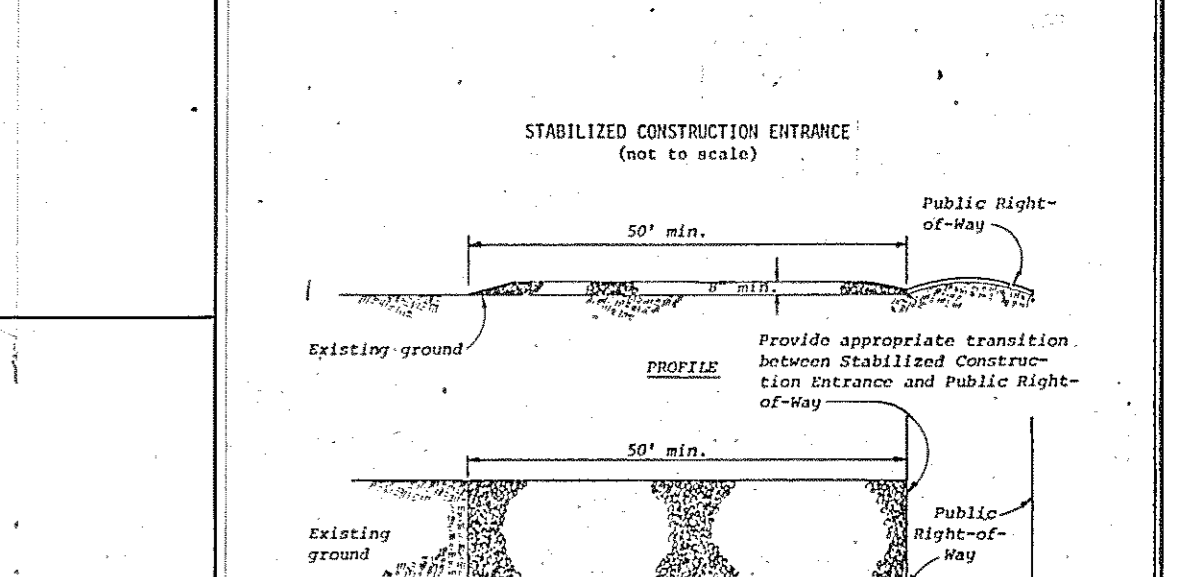 STABILIZED CONSTRUCTION ENTRANCE
(not to scale)
Public Right-
of-Way
50' min.
8" min.
Existing ground
PROFILE
Provide appropriate transition
between Stabilized Construc-
tion Entrance and Public Right-
of-Way
50' min.
Existing
ground
Public
Right-of-
Way